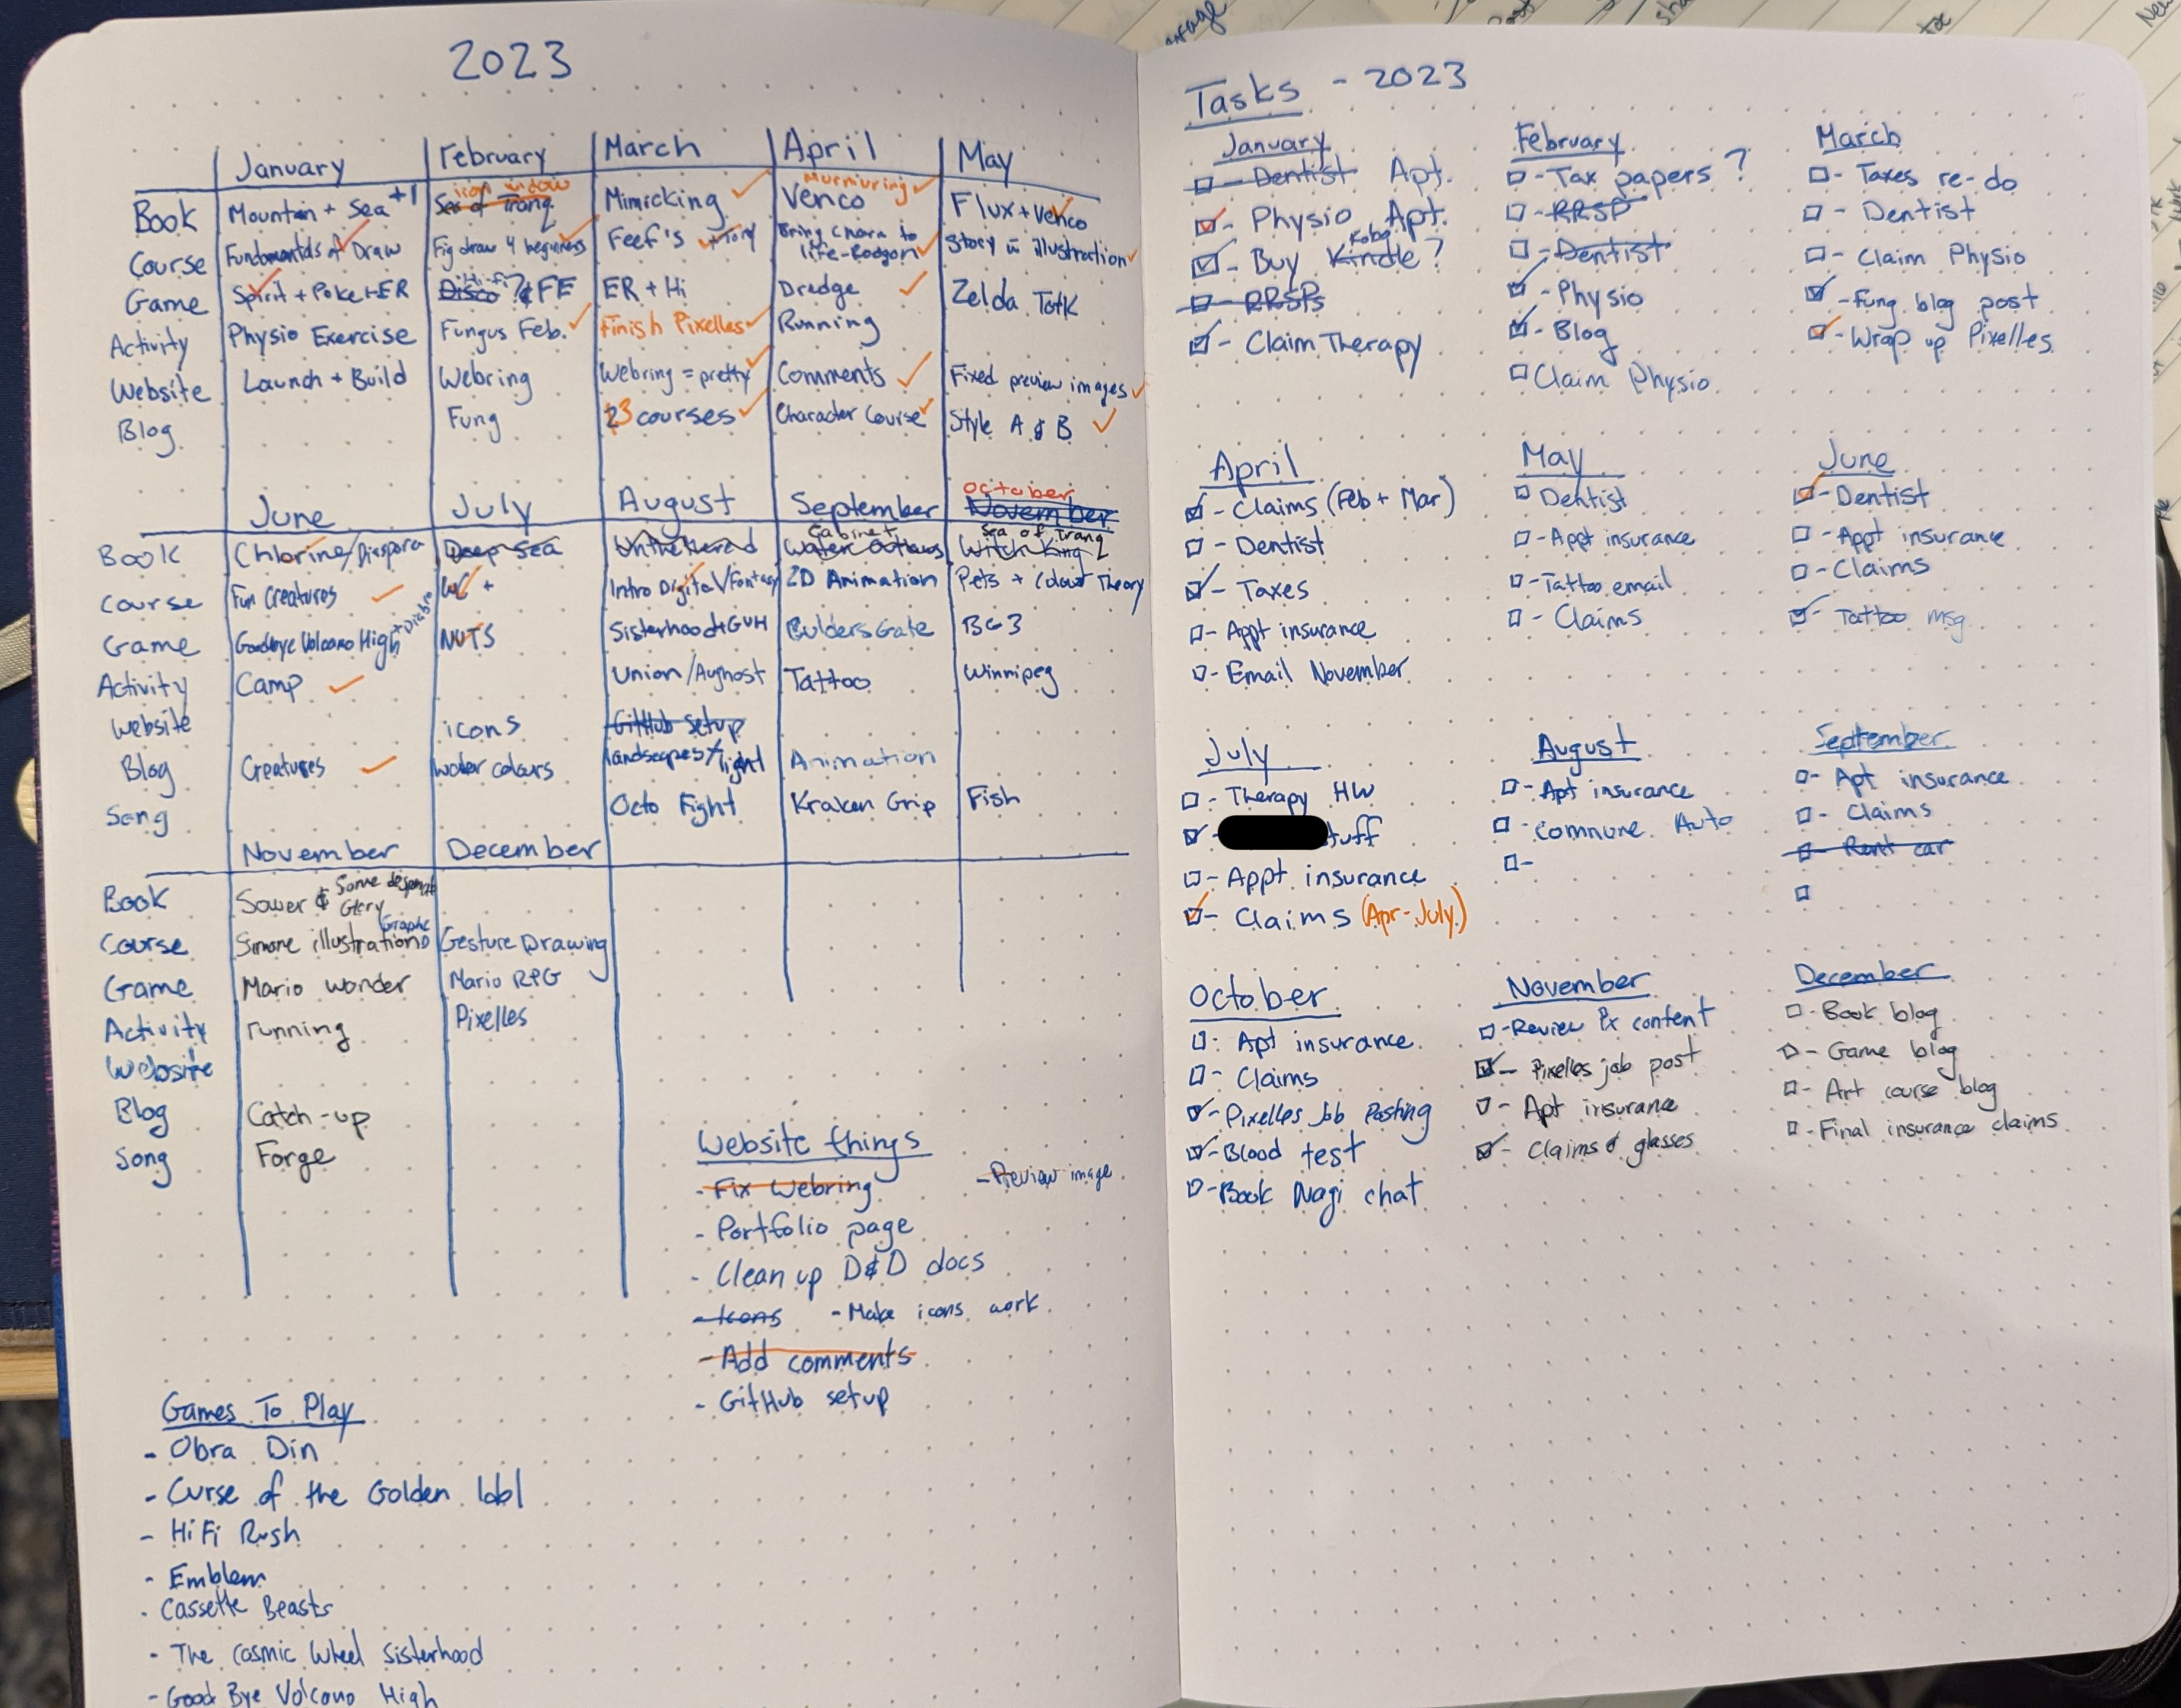 2023
January February March April May
Book Mountain + Sea +1 Sea of Trang iron widow Mimicking Venco Murmuring Flux + Venco
Course Fundamentals of Draw Fig draw 4 beginners Feef's + Tony Bring chara to life - Rodgon Story in illustration
Game Spirit + Poke + ER Disco Hi-fi? & FE ER + Hi Dredge Zelda TotK
Activity Physio Exercise Fungus Feb. Finish Pixelles Running
Website Launch + Build Webring Webring = pretty Comments Fixed preview images
Blog Fung 3 courses Character Course Style A & B
June July August September November october
Book Chlorine/Diaspora Deep Sea Untethered Water Outlaws Cabinet Witch King Sea of Trang
Course Fun Creatures WC + Intro Digital/Fantasy 2D Animation Pets + Colour Theory
Game Goodbye Volcano High + Diablo NUTS Sisterhood + GVH Bulders Gate BG3
Activity Camp Union/Aughost Tattoo Winnipeg
Website icons GitHub setup
Blog Creatures water colours landscapes/light Animation
Song Octo Fight Kraken Grip Fish
November December
Book Sower & Some desperate Glory
Course Simone illustration Graphic Gesture Drawing
Game Mario wonder Mario RPG
Activity running Pixelles
Website
Blog Catch-up
Song Forge
Website things
- Fix Webring - Preview image
- Portfolio page
- Clean up D&D docs
- Icons - Make icons work
- Add comments
- GitHub setup
Games To Play
- Obra Din
- Curse of the Golden Idol
- HiFi Rush
- Emblem
- Cassette Beasts
- The Cosmic Wheel Sisterhood
- Good Bye Volcano High
Tasks - 2023
January
- Dentist Apt.
- Physio Apt.
- Buy Kindle Kobo?
- RRSPs
- Claim Therapy
February
- Tax papers?
- RRSP
- Dentist
- Physio
- Blog
Claim Physio
March
- Taxes re-do
- Dentist
- Claim Physio
- Fung blog post
- Wrap up Pixelles
April
- Claims (Feb + Mar)
- Dentist
- Taxes
- Appt insurance
- Email November
May
Dentist
- Appt insurance
- Tattoo email
- Claims
June
- Dentist
- Appt insurance
- Claims
- Tattoo msg
July
- Therapy HW
- tuff
- Appt insurance
- Claims (Apr-July)
August
- Apt insurance
- Commune Auto
-
September
- Apt insurance
- Claims
- Rent car
October
: Apt insurance
- Claims
- Pixelles Job Posting
- Blood test
- Book Nagi chat
November
- Review Px content
- Pixelles job post
- Apt insurance
- Claims & glasses
December
- Book blog
- Game blog
- Art course blog
- Final insurance claims